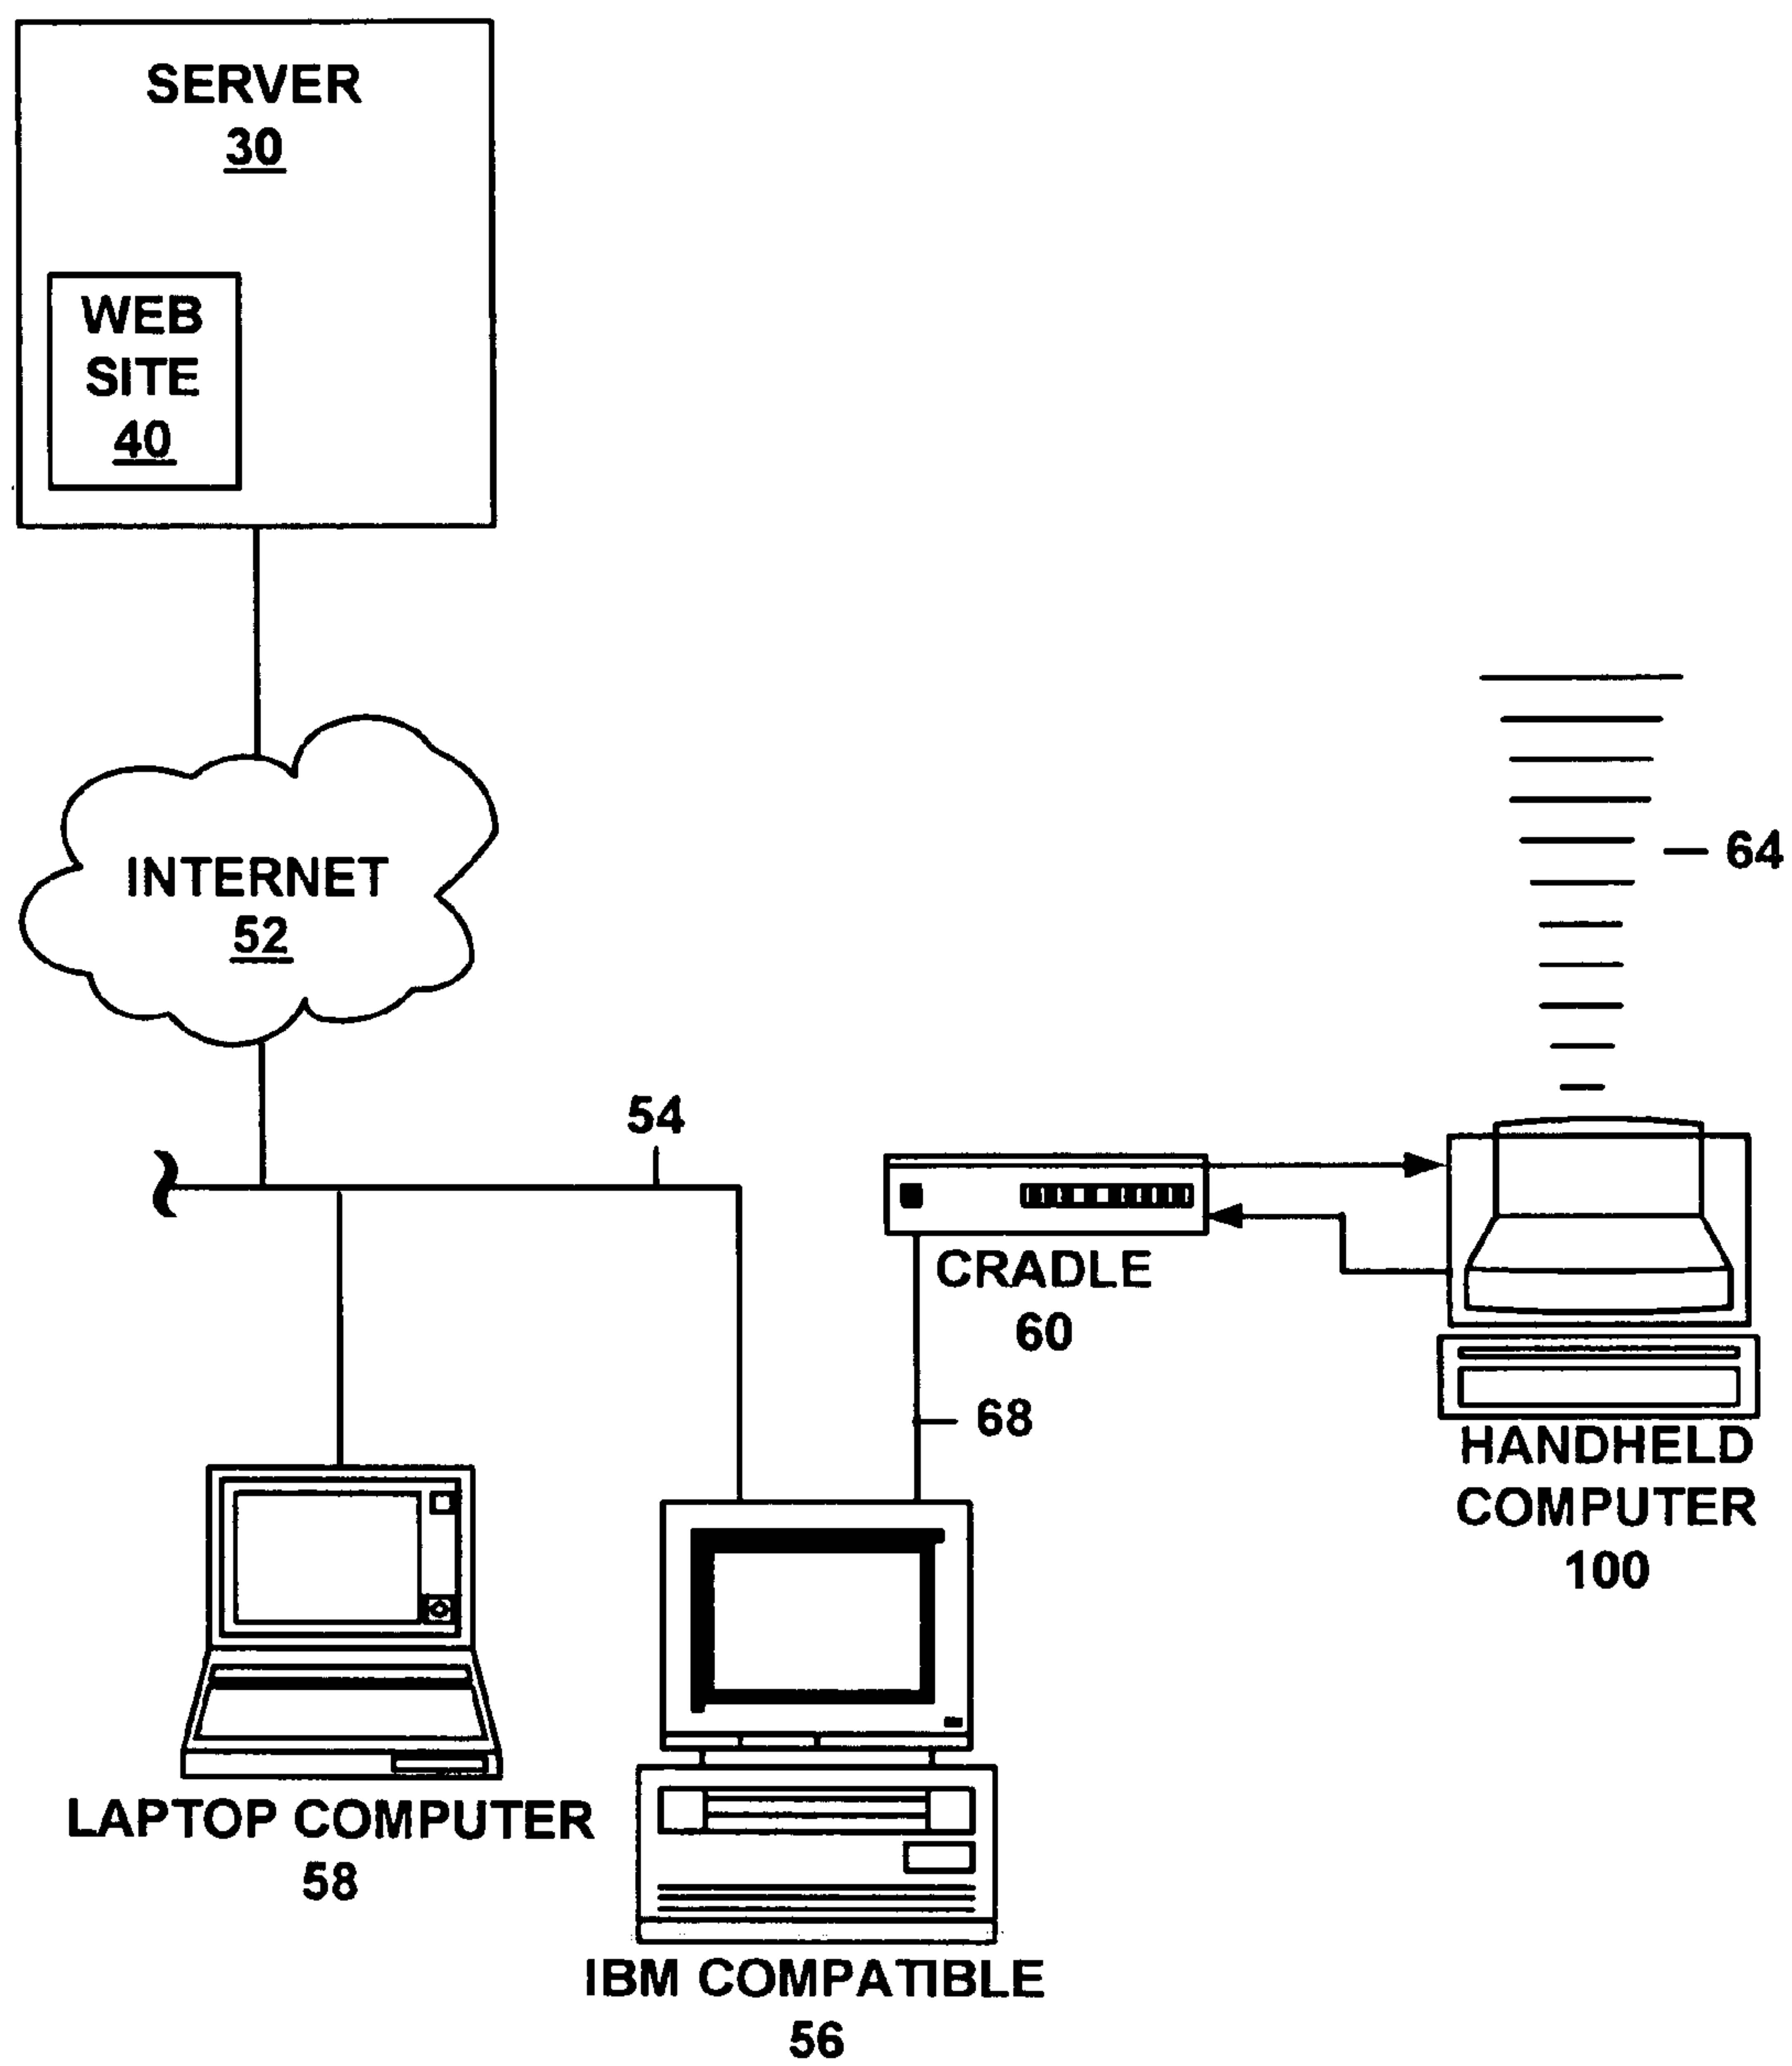 SERVER
30
WEB
SITE
40
INTERNET
52
64
54
CRADLE
60
68
HANDHELD
COMPUTER
100
LAPTOP COMPUTER
58
IBM COMPATIBLE
56